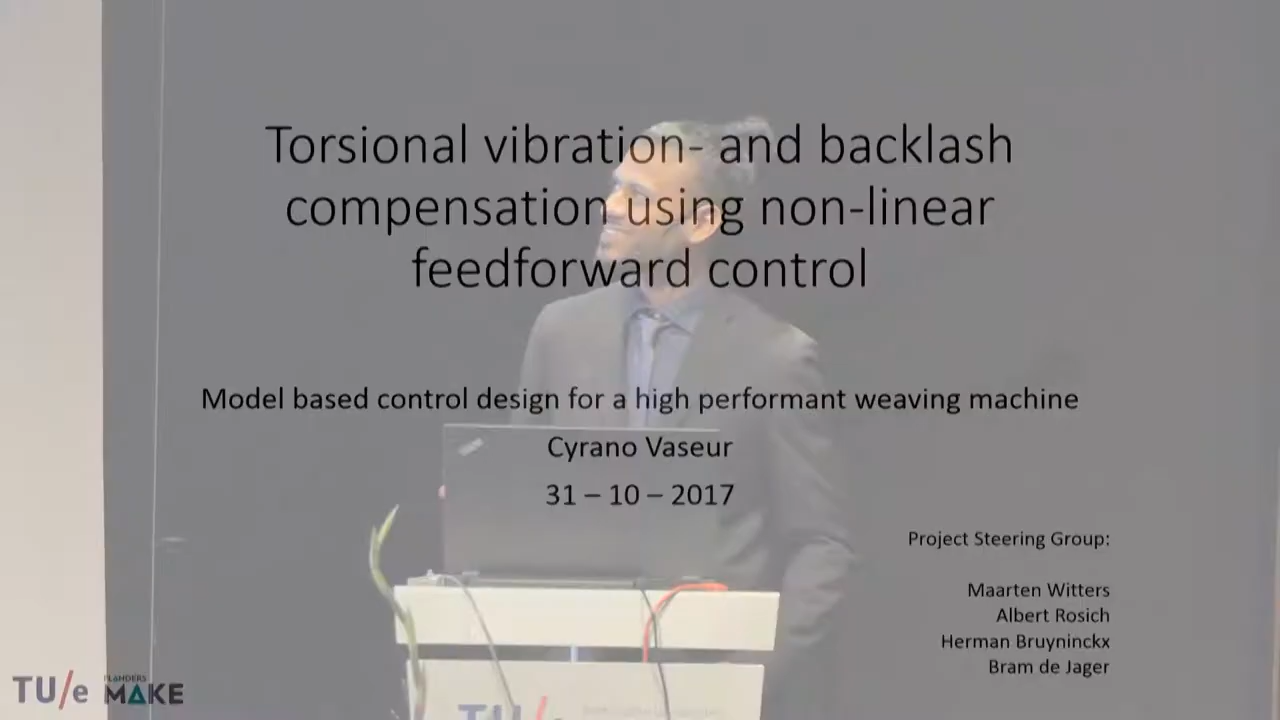 Torsional vibration- and backlash
compensation using non-linear
feedforward control
Model based control design for a high performant weaving machine
Cyrano Vaseur
31 – 10 – 2017
Project Steering Group:
Maarten Witters
Albert Rosich
Herman Bruyninckx
Bram de Jager
TU/e
FLANDERS
MAKE
TU/e